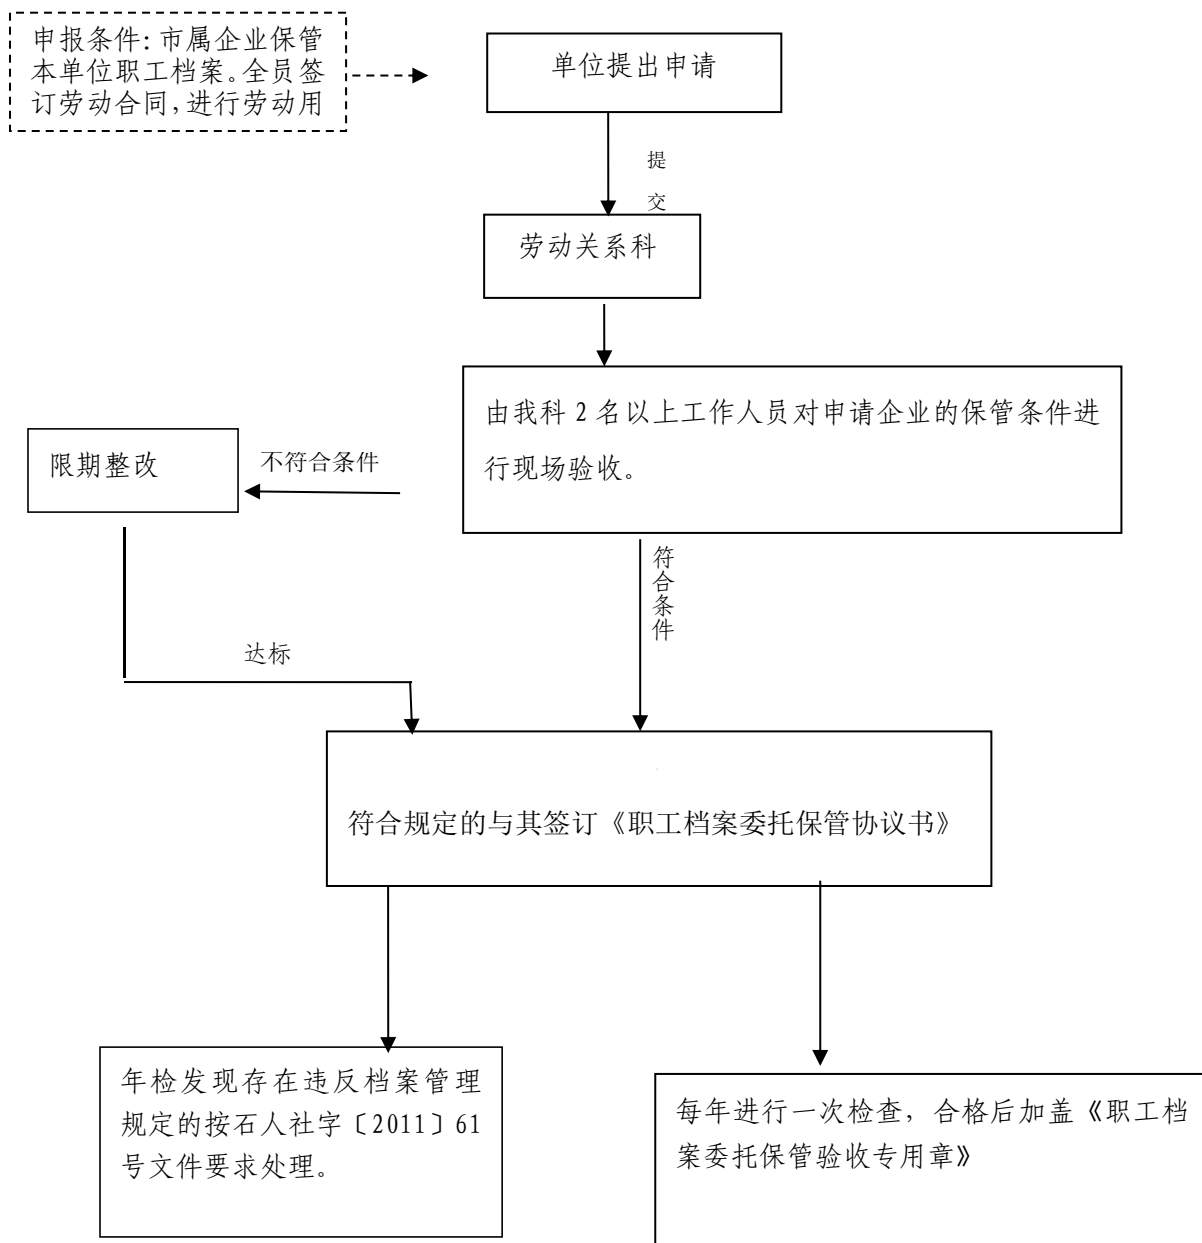 申报条件:市属企业保管
本单位职工档案。全员签
订劳动合同,进行劳动用
单位提出申请
提
交
劳动关系科
由我科 2 名以上工作人员对申请企业的保管条件进
行现场验收。
限期整改
不符合条件
符
合
条
件
达标
符合规定的与其签订《职工档案委托保管协议书》
年检发现存在违反档案管理
规定的按石人社字〔2011〕61
号文件要求处理。
每年进行一次检查，合格后加盖《职工档
案委托保管验收专用章》